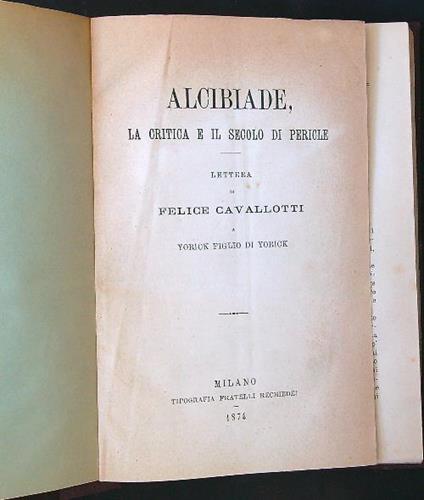 ALCIBIADE,
LA CRITICA E IL SECOLO DI PERICLE
LETTERA
DI
FELICE CAVALLOTTI
A
YORICK FIGLIO DI YORICK
MILANO
TIPOGRAFIA FRATELLI RECHIEDEI
1874